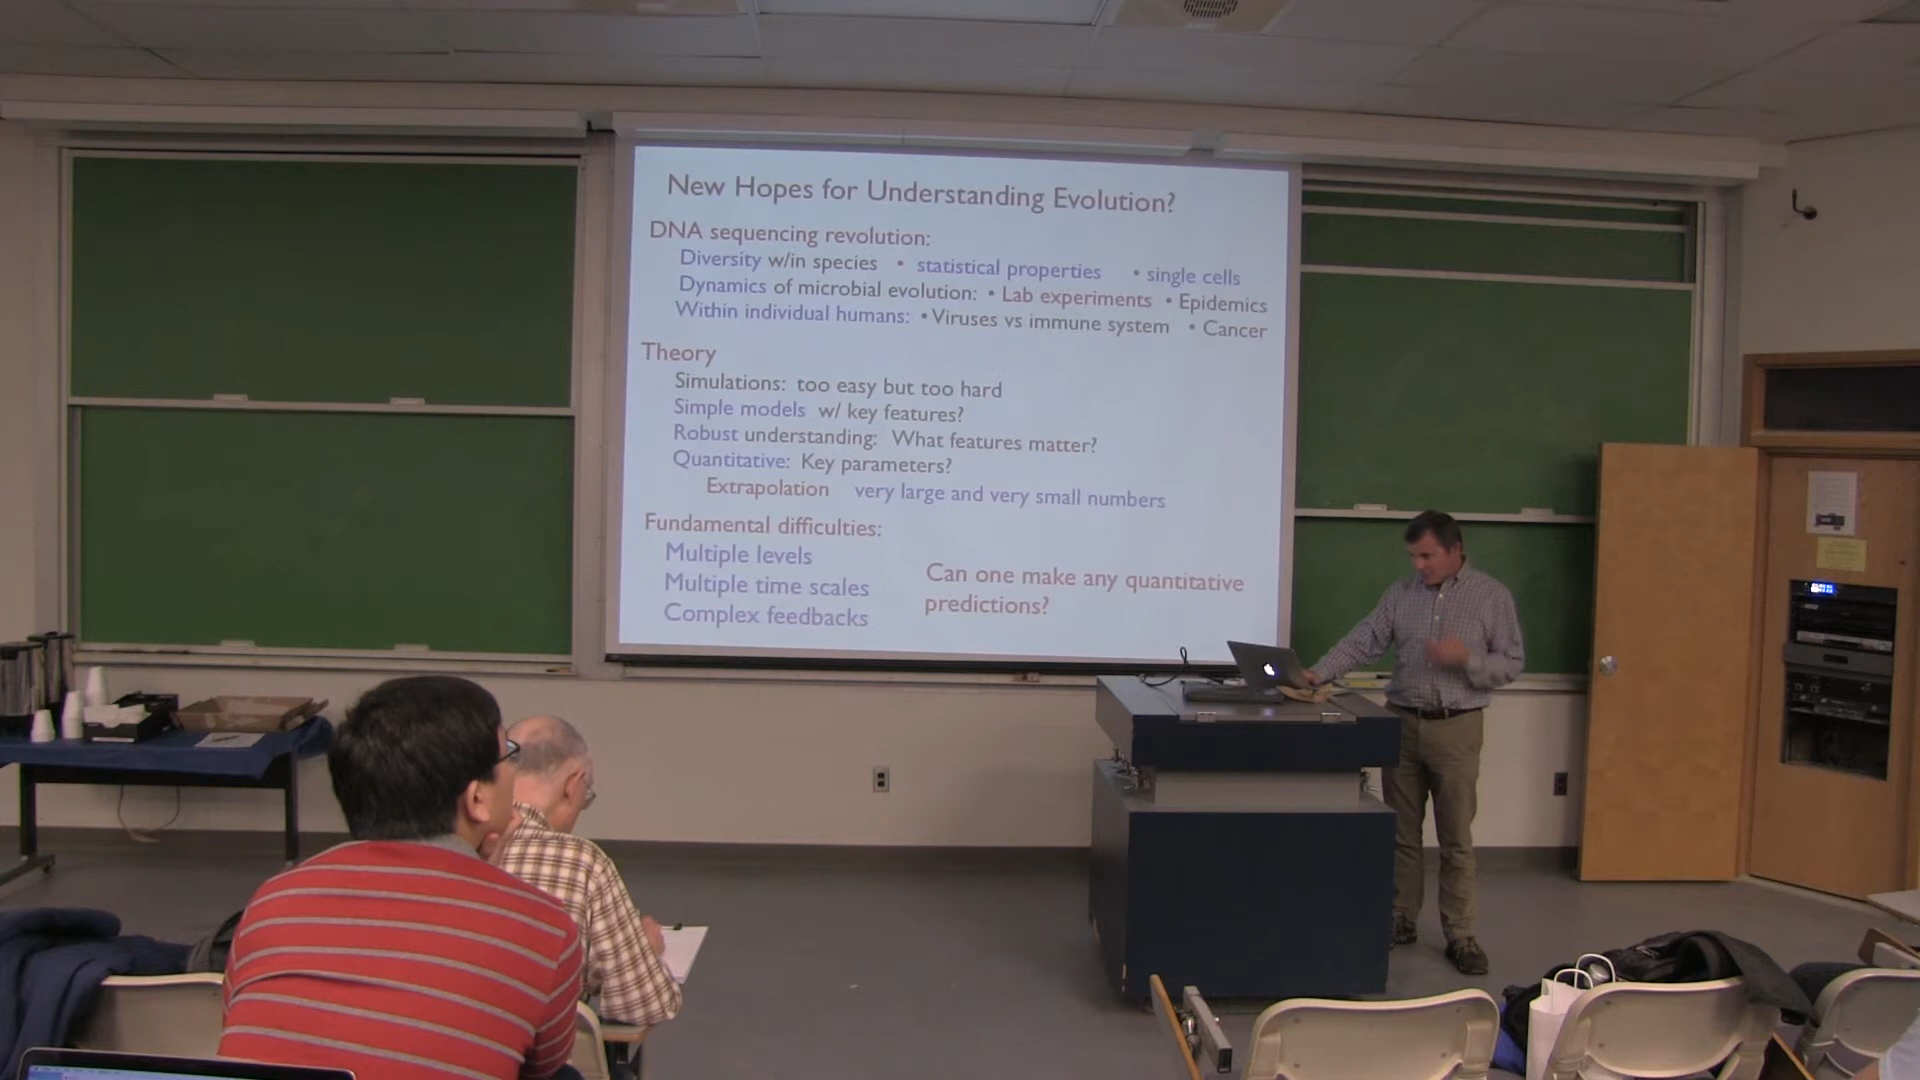 New Hopes for Understanding Evolution?
DNA sequencing revolution:
Diversity w/in species • statistical properties • single cells
Dynamics of microbial evolution: • Lab experiments • Epidemics
Within individual humans: • Viruses vs immune system • Cancer
Theory
Simulations: too easy but too hard
Simple models w/ key features?
Robust understanding: What features matter?
Quantitative: Key parameters?
Extrapolation very large and very small numbers
Fundamental difficulties:
Multiple levels
Multiple time scales
Complex feedbacks
Can one make any quantitative
predictions?